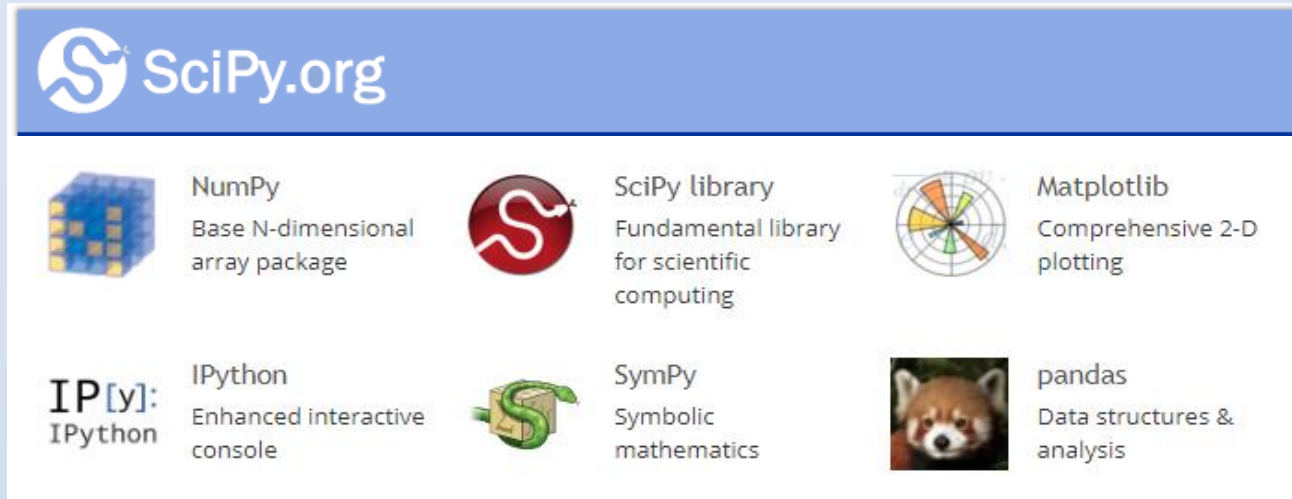 SciPy.org
NumPy
Base N-dimensional
array package
SciPy library
Fundamental library
for scientific
computing
Matplotlib
Comprehensive 2-D
plotting
IP[y]:
IPython
IPython
Enhanced interactive
console
SymPy
Symbolic
mathematics
pandas
Data structures &
analysis